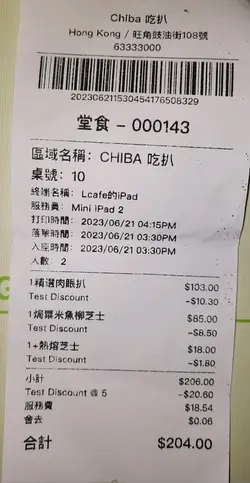 Chiba 吃扒
Hong Kong / 旺角豉油街108號
63333000
202306211530454176508329
堂食 - 000143
區域名稱: CHIBA 吃扒
桌號: 10
終端名稱: Lcafe的iPad
服務員: Mini iPad 2
打印時間: 2023/06/21 04:15PM
落單時間: 2023/06/21 03:30PM
入座時間: 2023/06/21 03:30PM
人數: 2
1精選肉眼扒 $103.00
Test Discount -$10.30
1焗粟米魚柳芝士 $85.00
Test Discount -$8.50
1+熱熔芝士 $18.00
Test Discount -$1.80
小計 $206.00
Test Discount @ 5 -$20.60
服務費 $18.54
舍去 $0.06
合計 $204.00